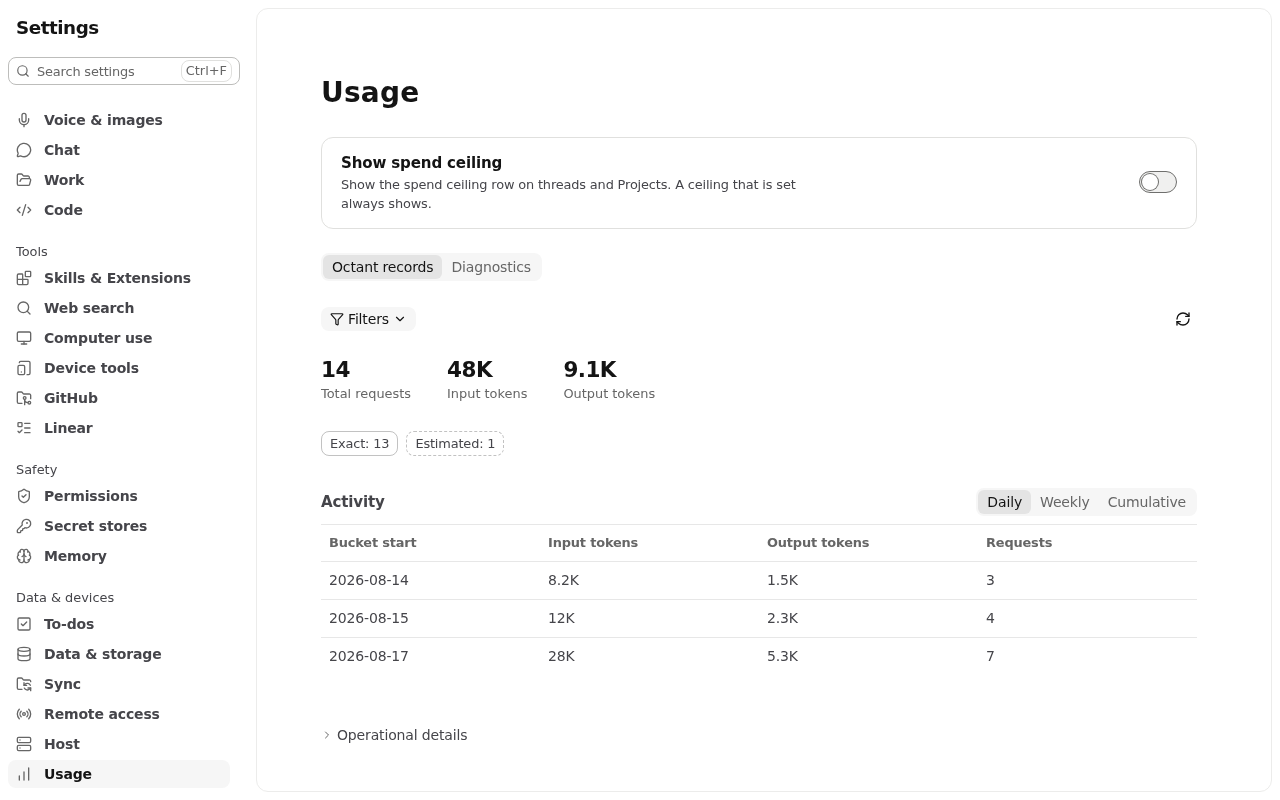 Settings
Search settings
Ctrl+F
Voice & images
Chat
Work
Code
Tools
Skills & Extensions
Web search
Computer use
Device tools
GitHub
Linear
Safety
Permissions
Secret stores
Memory
Data & devices
To-dos
Data & storage
Sync
Remote access
Host
Usage
Usage
Show spend ceiling
Show the spend ceiling row on threads and Projects. A ceiling that is set
always shows.
Octant records Diagnostics
Filters
14 48K 9.1K
Total requests Input tokens Output tokens
Exact: 13 Estimated: 1
Activity Daily Weekly Cumulative
Bucket start Input tokens Output tokens Requests
2026-08-14 8.2K 1.5K 3
2026-08-15 12K 2.3K 4
2026-08-17 28K 5.3K 7
Operational details